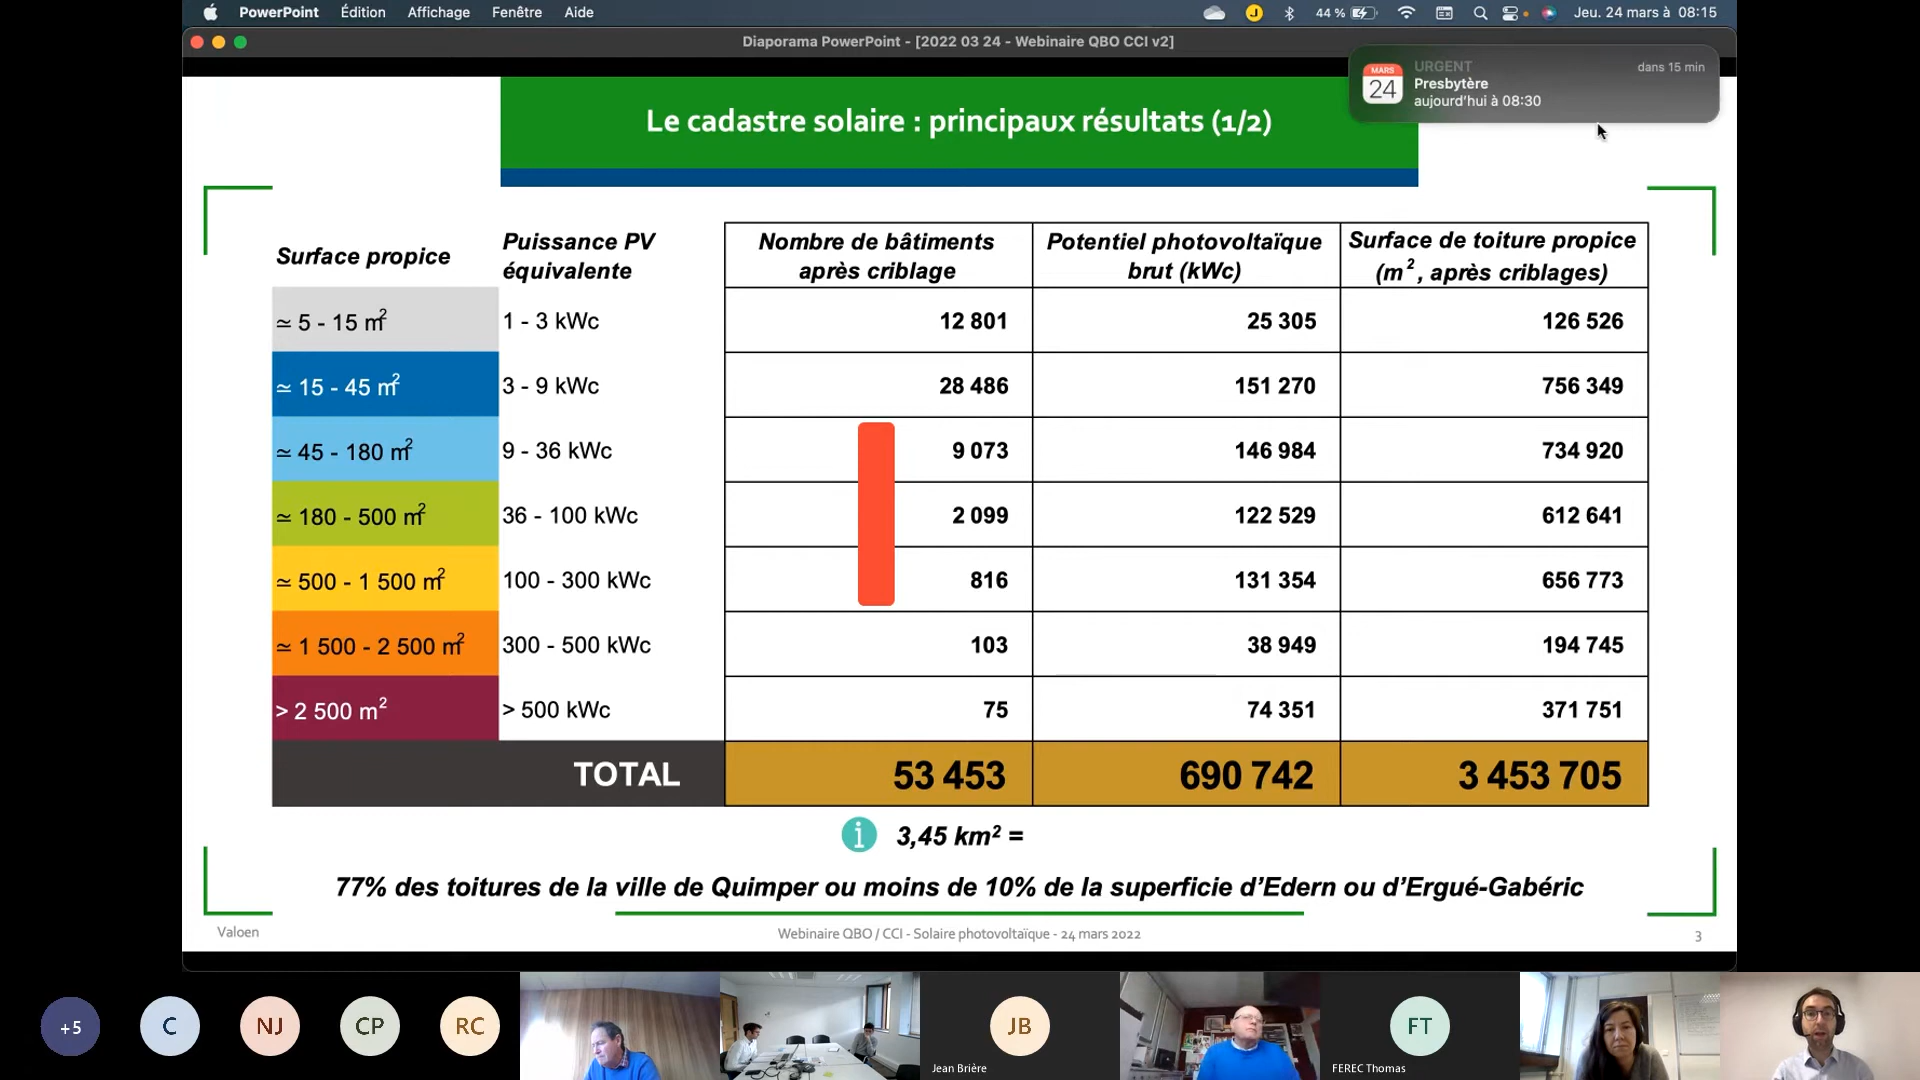 PowerPoint Édition Affichage Fenêtre Aide
44 % Jeu. 24 mars à 08:15
Diaporama PowerPoint - [2022 03 24 - Webinaire QBO CCI v2]
MARS
24
URGENT
dans 15 min
Presbytère
aujourd'hui à 08:30
Le cadastre solaire : principaux résultats (1/2)
Surface propice
Puissance PV
équivalente
Nombre de bâtiments
après criblage
Potentiel photovoltaïque
brut (kWc)
Surface de toiture propice
(m², après criblages)
≃ 5 - 15 m² 1 - 3 kWc 12 801 25 305 126 526
≃ 15 - 45 m² 3 - 9 kWc 28 486 151 270 756 349
≃ 45 - 180 m² 9 - 36 kWc 9 073 146 984 734 920
≃ 180 - 500 m² 36 - 100 kWc 2 099 122 529 612 641
≃ 500 - 1 500 m² 100 - 300 kWc 816 131 354 656 773
≃ 1 500 - 2 500 m² 300 - 500 kWc 103 38 949 194 745
> 2 500 m² > 500 kWc 75 74 351 371 751
TOTAL 53 453 690 742 3 453 705
i 3,45 km² =
77% des toitures de la ville de Quimper ou moins de 10% de la superficie d'Edern ou d'Ergué-Gabéric
Valoen
Webinaire QBO / CCI - Solaire photovoltaïque - 24 mars 2022
3
+5 C NJ CP RC JB FT
Jean Brière
FEREC Thomas